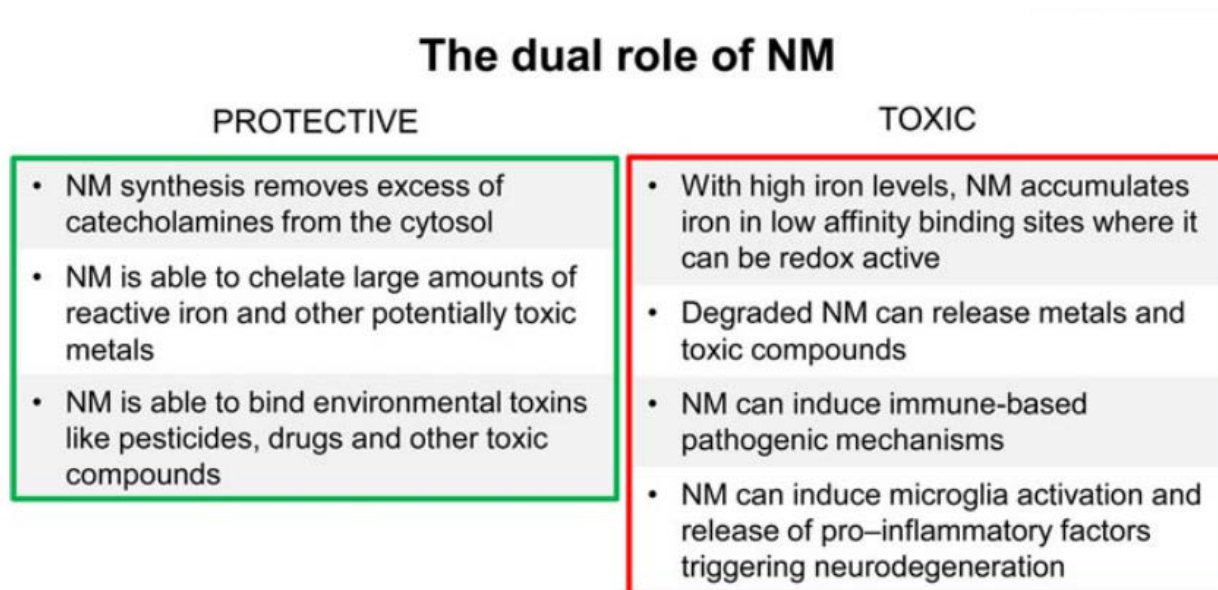 The dual role of NM
PROTECTIVE
• NM synthesis removes excess of
catecholamines from the cytosol
• NM is able to chelate large amounts of
reactive iron and other potentially toxic
metals
• NM is able to bind environmental toxins
like pesticides, drugs and other toxic
compounds
TOXIC
• With high iron levels, NM accumulates
iron in low affinity binding sites where it
can be redox active
• Degraded NM can release metals and
toxic compounds
• NM can induce immune-based
pathogenic mechanisms
• NM can induce microglia activation and
release of pro–inflammatory factors
triggering neurodegeneration